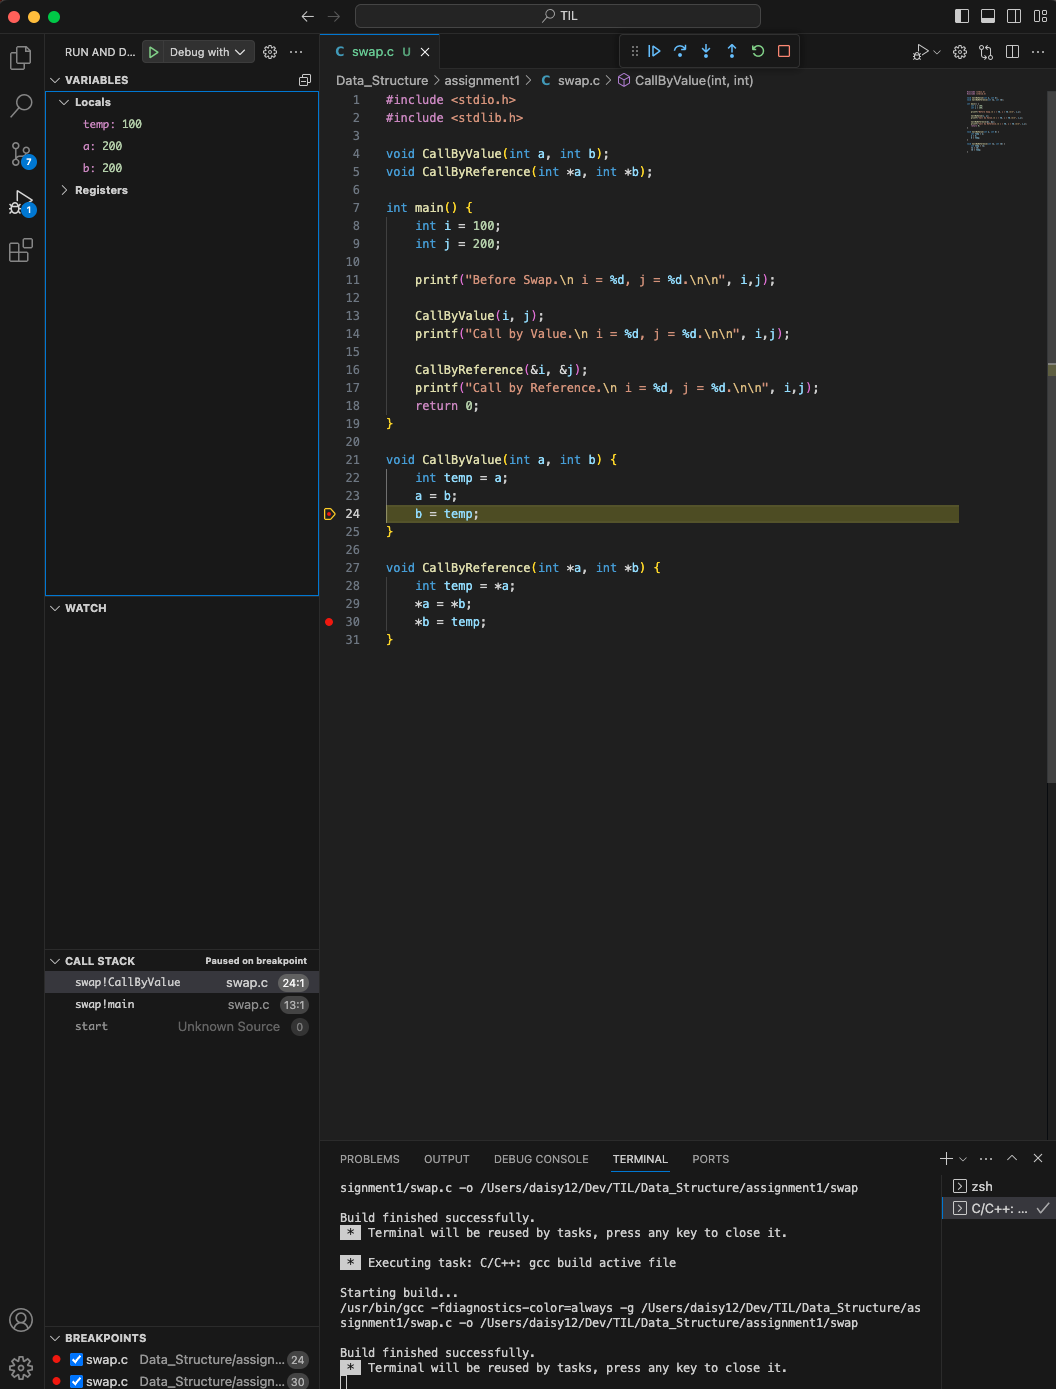 TIL
RUN AND D... Debug with
swap.c U
VARIABLES
Data_Structure > assignment1 > C swap.c > CallByValue(int, int)
Locals
temp: 100
a: 200
b: 200
Registers
1 #include <stdio.h>
2 #include <stdlib.h>
3
4 void CallByValue(int a, int b);
5 void CallByReference(int *a, int *b);
6
7 int main() {
8     int i = 100;
9     int j = 200;
10
11     printf("Before Swap.\n i = %d, j = %d.\n\n", i,j);
12
13     CallByValue(i, j);
14     printf("Call by Value.\n i = %d, j = %d.\n\n", i,j);
15
16     CallByReference(&i, &j);
17     printf("Call by Reference.\n i = %d, j = %d.\n\n", i,j);
18     return 0;
19 }
20
21 void CallByValue(int a, int b) {
22     int temp = a;
23     a = b;
24     b = temp;
25 }
26
27 void CallByReference(int *a, int *b) {
28     int temp = *a;
29     *a = *b;
30     *b = temp;
31 }
7
1
WATCH
CALL STACK Paused on breakpoint
swap!CallByValue swap.c 24:1
swap!main swap.c 13:1
start Unknown Source 0
BREAKPOINTS
swap.c Data_Structure/assign... 24
swap.c Data_Structure/assign... 30
PROBLEMS OUTPUT DEBUG CONSOLE TERMINAL PORTS
signment1/swap.c -o /Users/daisy12/Dev/TIL/Data_Structure/assignment1/swap
Build finished successfully.
* Terminal will be reused by tasks, press any key to close it.
* Executing task: C/C++: gcc build active file
Starting build...
/usr/bin/gcc -fdiagnostics-color=always -g /Users/daisy12/Dev/TIL/Data_Structure/as
signment1/swap.c -o /Users/daisy12/Dev/TIL/Data_Structure/assignment1/swap
Build finished successfully.
* Terminal will be reused by tasks, press any key to close it.
zsh
C/C++: ...